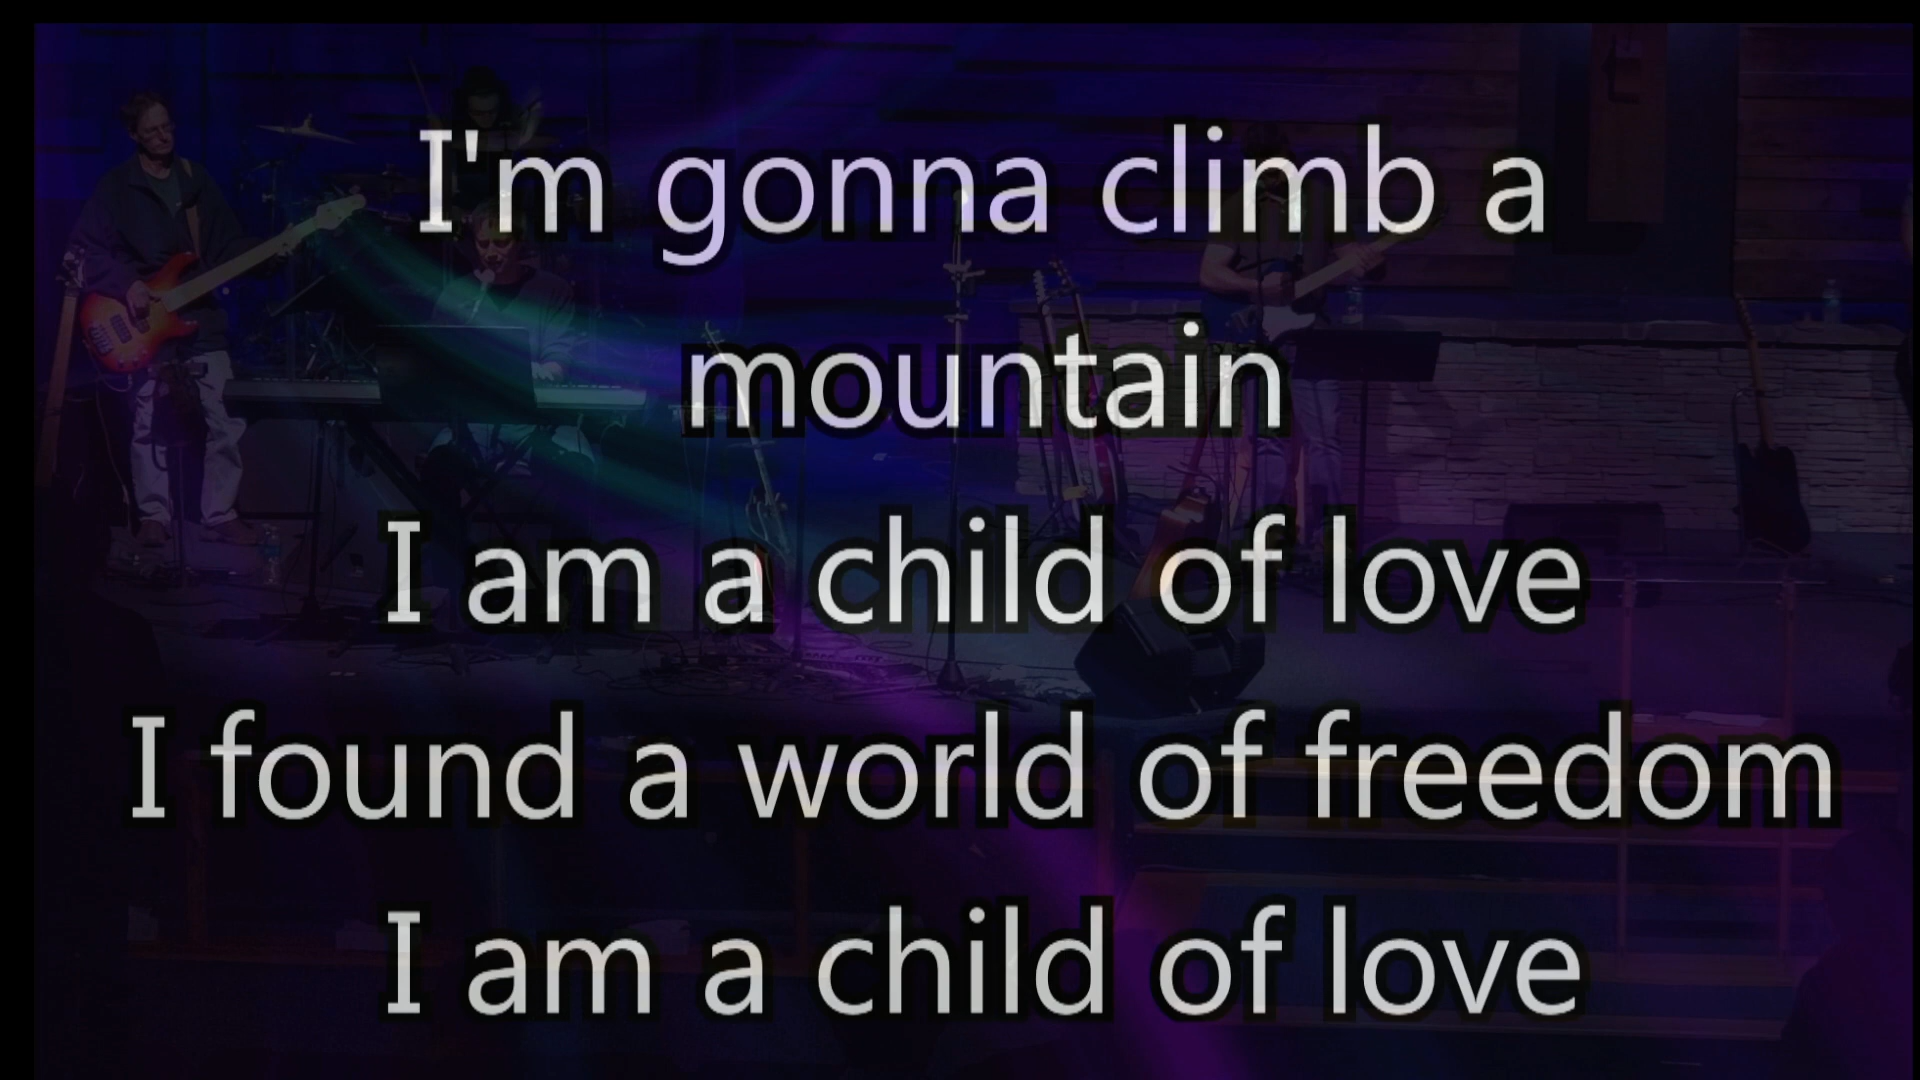 I'm gonna climb a
mountain
I am a child of love
I found a world of freedom
I am a child of love